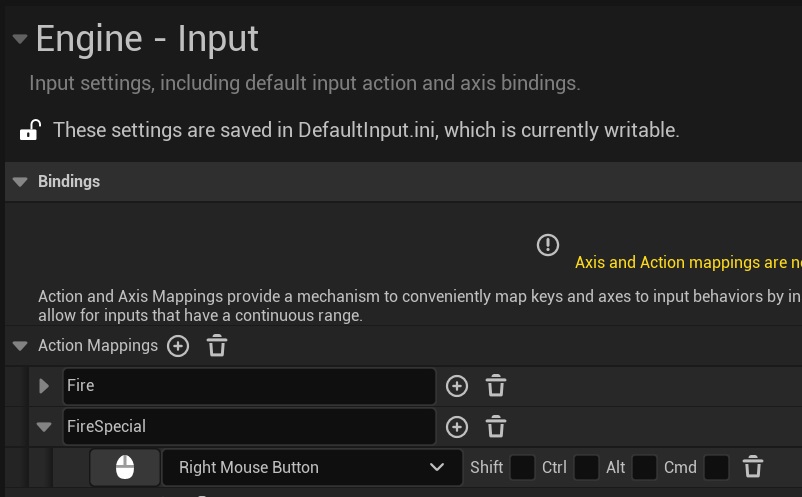 Engine - Input
Input settings, including default input action and axis bindings.
These settings are saved in DefaultInput.ini, which is currently writable.
Bindings
Axis and Action mappings are
Action and Axis Mappings provide a mechanism to conveniently map keys and axes to input behaviors by
allow for inputs that have a continuous range.
Action Mappings
Fire
FireSpecial
Right Mouse Button Shift Ctrl Alt Cmd